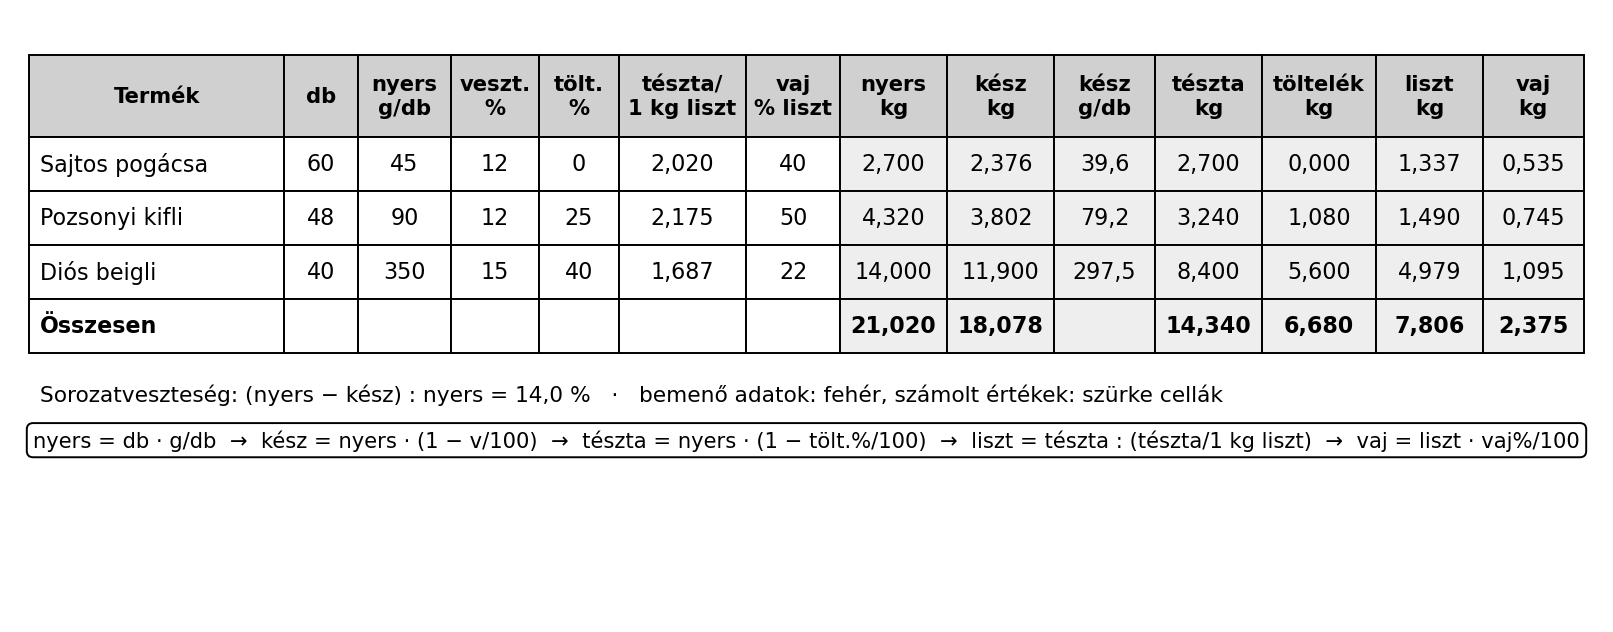 Termék db nyers g/db veszt. % tölt. % tészta/ 1 kg liszt vaj % liszt nyers kg kész kg kész g/db tészta kg töltelék kg liszt kg vaj kg
Sajtos pogácsa 60 45 12 0 2,020 40 2,700 2,376 39,6 2,700 0,000 1,337 0,535
Pozsonyi kifli 48 90 12 25 2,175 50 4,320 3,802 79,2 3,240 1,080 1,490 0,745
Diós beigli 40 350 15 40 1,687 22 14,000 11,900 297,5 8,400 5,600 4,979 1,095
Összesen 21,020 18,078 14,340 6,680 7,806 2,375
Sorozatveszteség: (nyers − kész) : nyers = 14,0 % · bemenő adatok: fehér, számolt értékek: szürke cellák
nyers = db · g/db → kész = nyers · (1 − v/100) → tészta = nyers · (1 − tölt.%/100) → liszt = tészta : (tészta/1 kg liszt) → vaj = liszt · vaj%/100